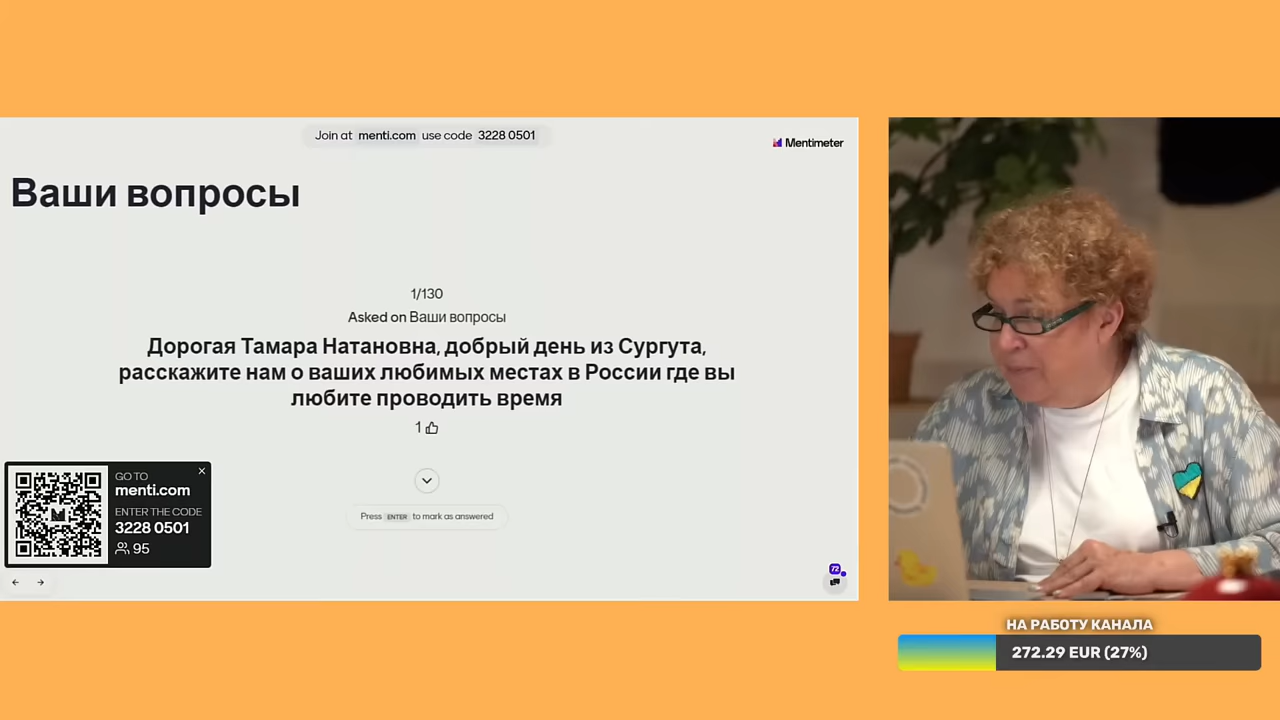 Join at menti.com use code 3228 0501
Mentimeter
Ваши вопросы
1/130
Asked on Ваши вопросы
Дорогая Тамара Натановна, добрый день из Сургута,
расскажите нам о ваших любимых местах в России где вы
любите проводить время
1
Press ENTER to mark as answered
GO TO
menti.com
ENTER THE CODE
3228 0501
95
72
НА РАБОТУ КАНАЛА
272.29 EUR (27%)